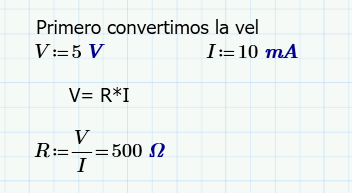 Primero convertimos la vel
V:=5 V I:=10 mA
V= R*I
R:=V/I=500 Ω